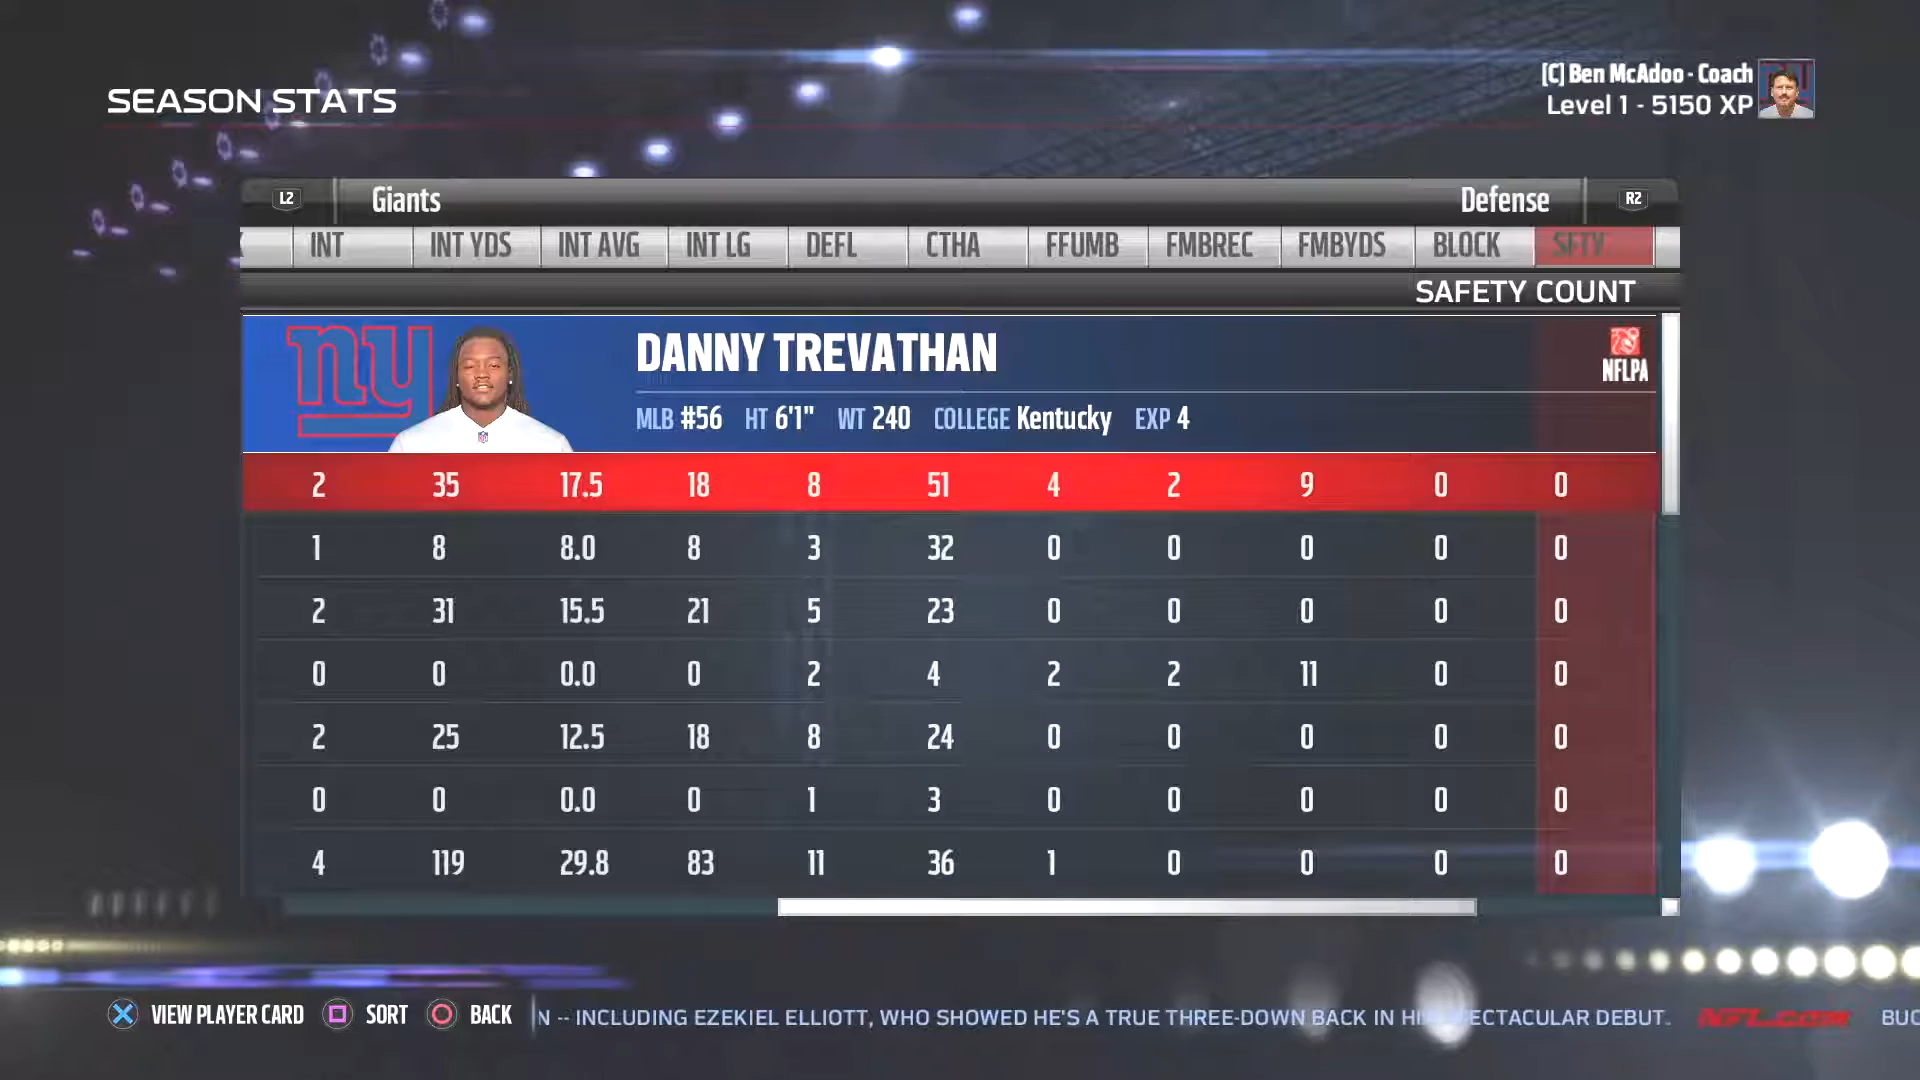 SEASON STATS
[C] Ben McAdoo - Coach
Level 1 - 5150 XP
L2 Giants Defense R2
INT INT YDS INT AVG INT LG DEFL CTHA FFUMB FMBREC FMBYDS BLOCK SFTY
SAFETY COUNT
ny
DANNY TREVATHAN
NFLPA
MLB #56 HT 6'1" WT 240 COLLEGE Kentucky EXP 4
2 35 17.5 18 8 51 4 2 9 0 0
1 8 8.0 8 3 32 0 0 0 0 0
2 31 15.5 21 5 23 0 0 0 0 0
0 0 0.0 0 2 4 2 2 11 0 0
2 25 12.5 18 8 24 0 0 0 0 0
0 0 0.0 0 1 3 0 0 0 0 0
4 119 29.8 83 11 36 1 0 0 0 0
VIEW PLAYER CARD SORT BACK N -- INCLUDING EZEKIEL ELLIOTT, WHO SHOWED HE'S A TRUE THREE-DOWN BACK IN ECTACULAR DEBUT. NFL.com BUC